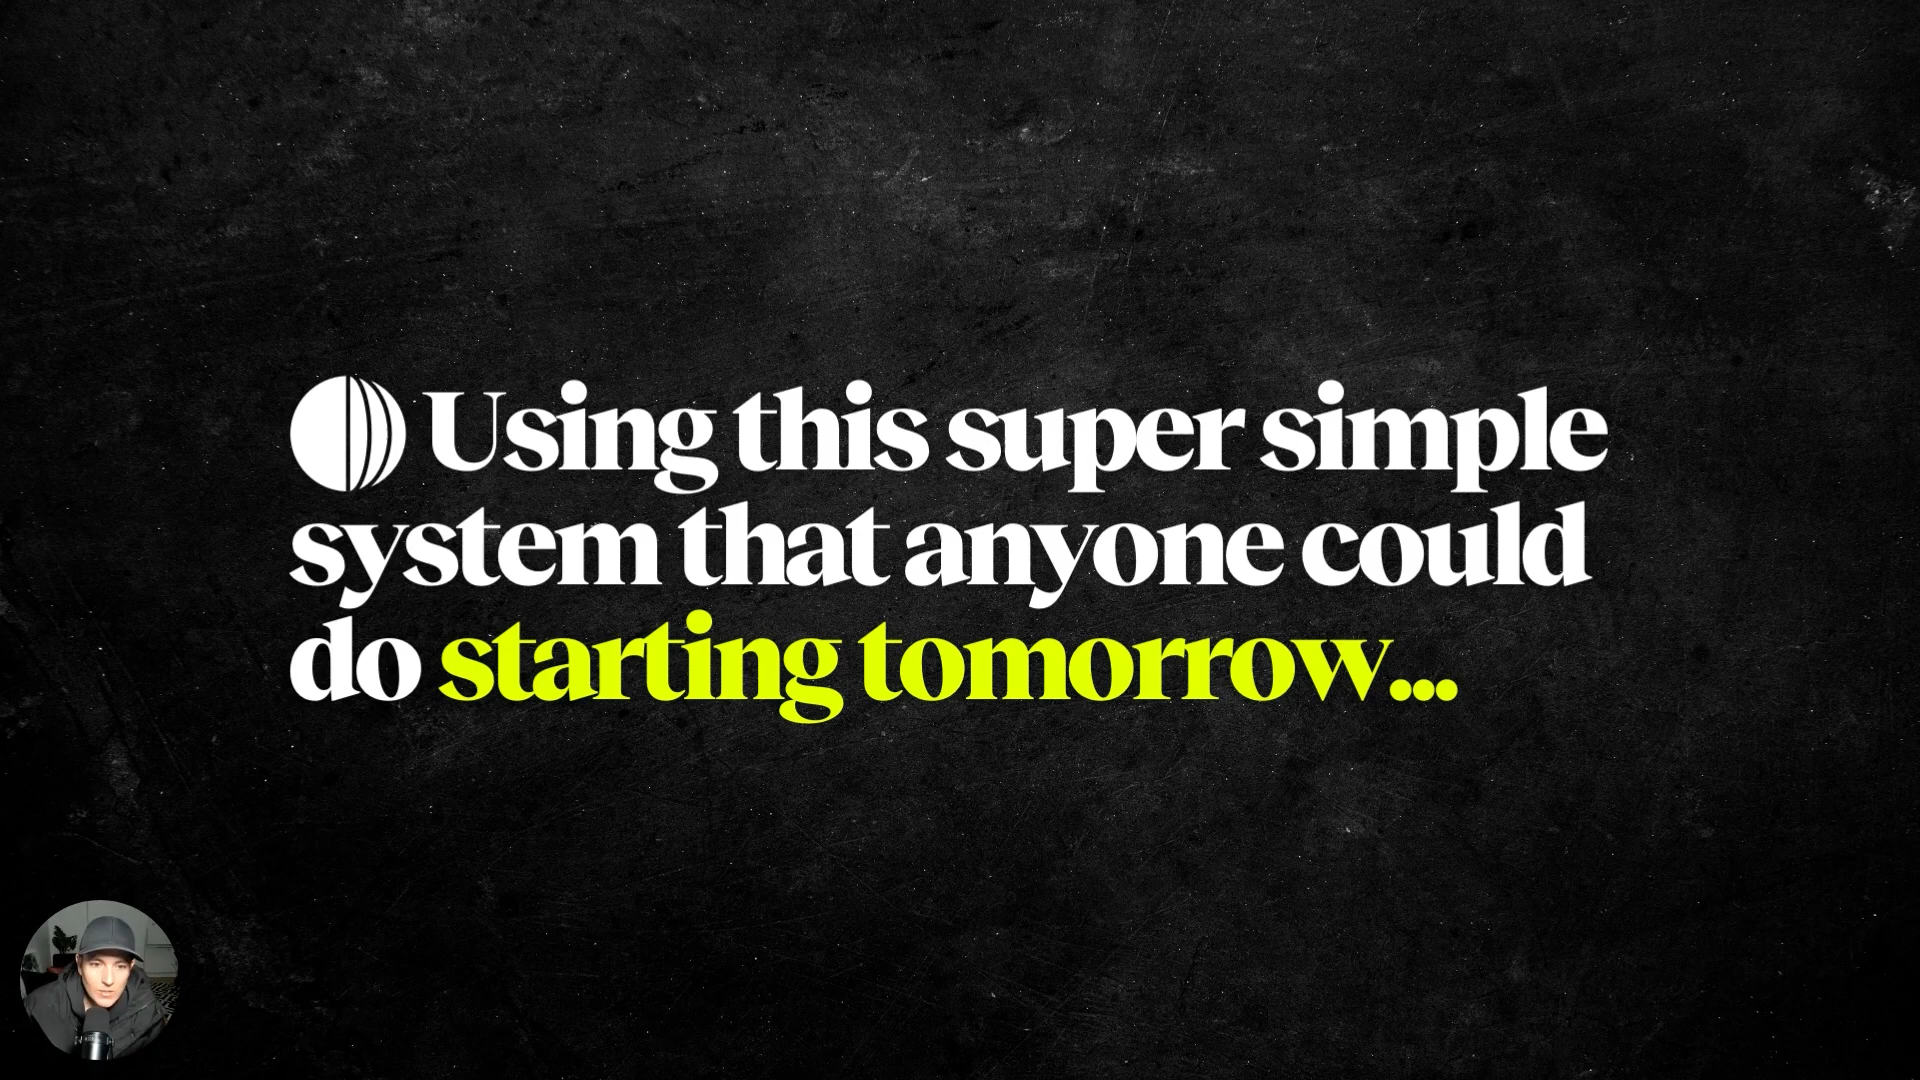 Using this super simple
system that anyone could
do starting tomorrow...